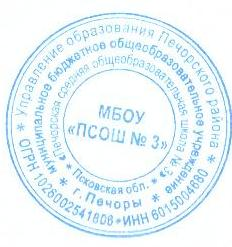 * Управление образования Печорского района *
ОГРН 1026002541806 * ИНН 6015004680
муниципальное бюджетное общеобразовательное учреждение
«Печорская средняя общеобразовательная школа № 3»
* Псковская обл. *
г. Печоры
МБОУ
«ПСОШ № 3»